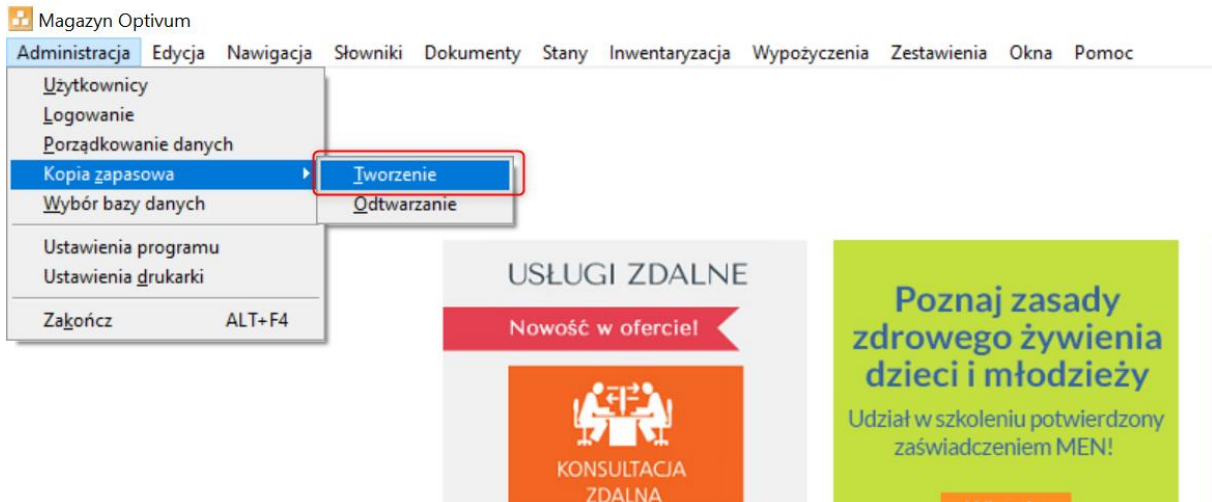 Magazyn Optivum
Administracja Edycja Nawigacja Słowniki Dokumenty Stany Inwentaryzacja Wypożyczenia Zestawienia Okna Pomoc
Użytkownicy
Logowanie
Porządkowanie danych
Kopia zapasowa
Tworzenie
Odtwarzanie
Wybór bazy danych
Ustawienia programu
Ustawienia drukarki
Zakończ ALT+F4
USŁUGI ZDALNE
Nowość w ofercie!
KONSULTACJA
ZDALNA
Poznaj zasady
zdrowego żywienia
dzieci i młodzieży
Udział w szkoleniu potwierdzony
zaświadczeniem MEN!